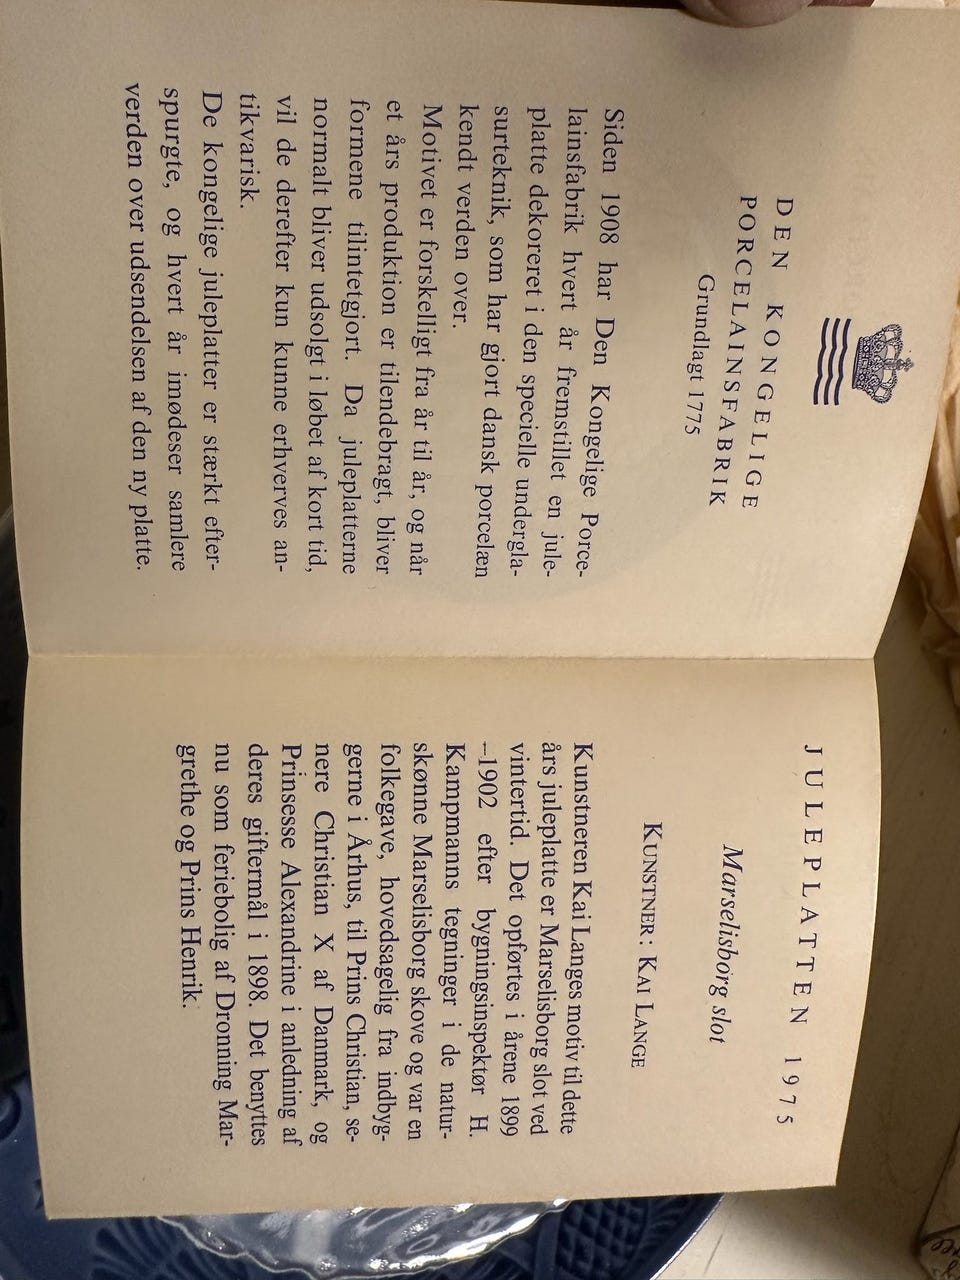 DEN KONGELIGE
PORCELAINSFABRIK
Grundlagt 1775
Siden 1908 har Den Kongelige Porce-
lainsfabrik hvert år fremstillet en jule-
platte dekoreret i den specielle undergla-
surteknik, som har gjort dansk porcelæn
kendt verden over.
Motivet er forskelligt fra år til år, og når
et års produktion er tilendebragt, bliver
formene tilintetgjort. Da juleplatterne
normalt bliver udsolgt i løbet af kort tid,
vil de derefter kun kunne erhverves an-
tikvarisk.
De kongelige juleplatter er stærkt efter-
spurgte, og hvert år imødeser samlere
verden over udsendelsen af den ny platte.
JULEPLATTEN 1975
Marselisborg slot
KUNSTNER: KAI LANGE
Kunstneren Kai Langes motiv til dette
års juleplatte er Marselisborg slot ved
vintertid. Det opførtes i årene 1899
–1902 efter bygningsinspektør H.
Kampmanns tegninger i de natur-
skønne Marselisborg skove og var en
folkegave, hovedsagelig fra indbyg-
gerne i Århus, til Prins Christian, se-
nere Christian X af Danmark, og
Prinsesse Alexandrine i anledning af
deres giftermål i 1898. Det benyttes
nu som feriebolig af Dronning Mar-
grethe og Prins Henrik.